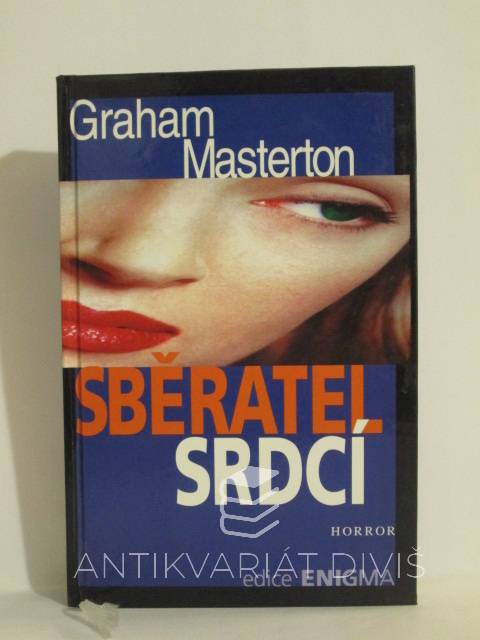 Graham
Masterton
SBĚRATEL
SRDCÍ
HORROR
ANTIKVARIÁT DIVIŠ
edice ENIGMA